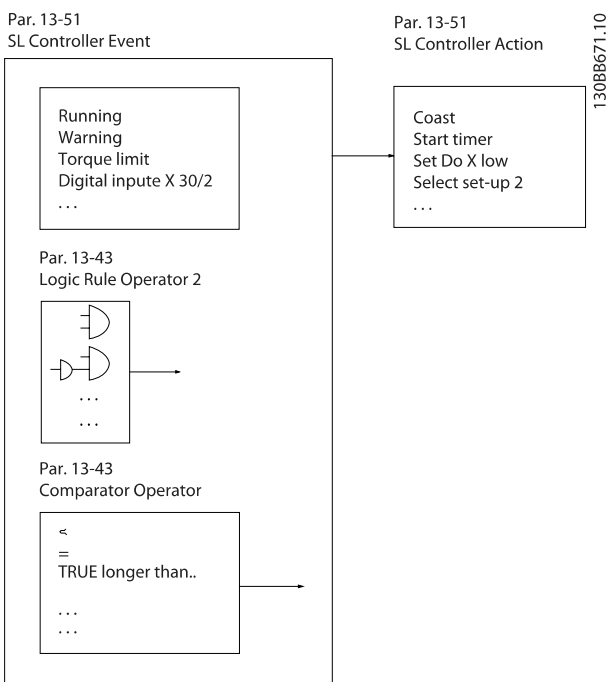 Par. 13-51
SL Controller Event
Par. 13-51
SL Controller Action
130BB671.10
Running
Warning
Torque limit
Digital inpute X 30/2
. . .
Coast
Start timer
Set Do X low
Select set-up 2
. . .
Par. 13-43
Logic Rule Operator 2
. . .
. . .
Par. 13-43
Comparator Operator
<
=
TRUE longer than..
. . .
. . .